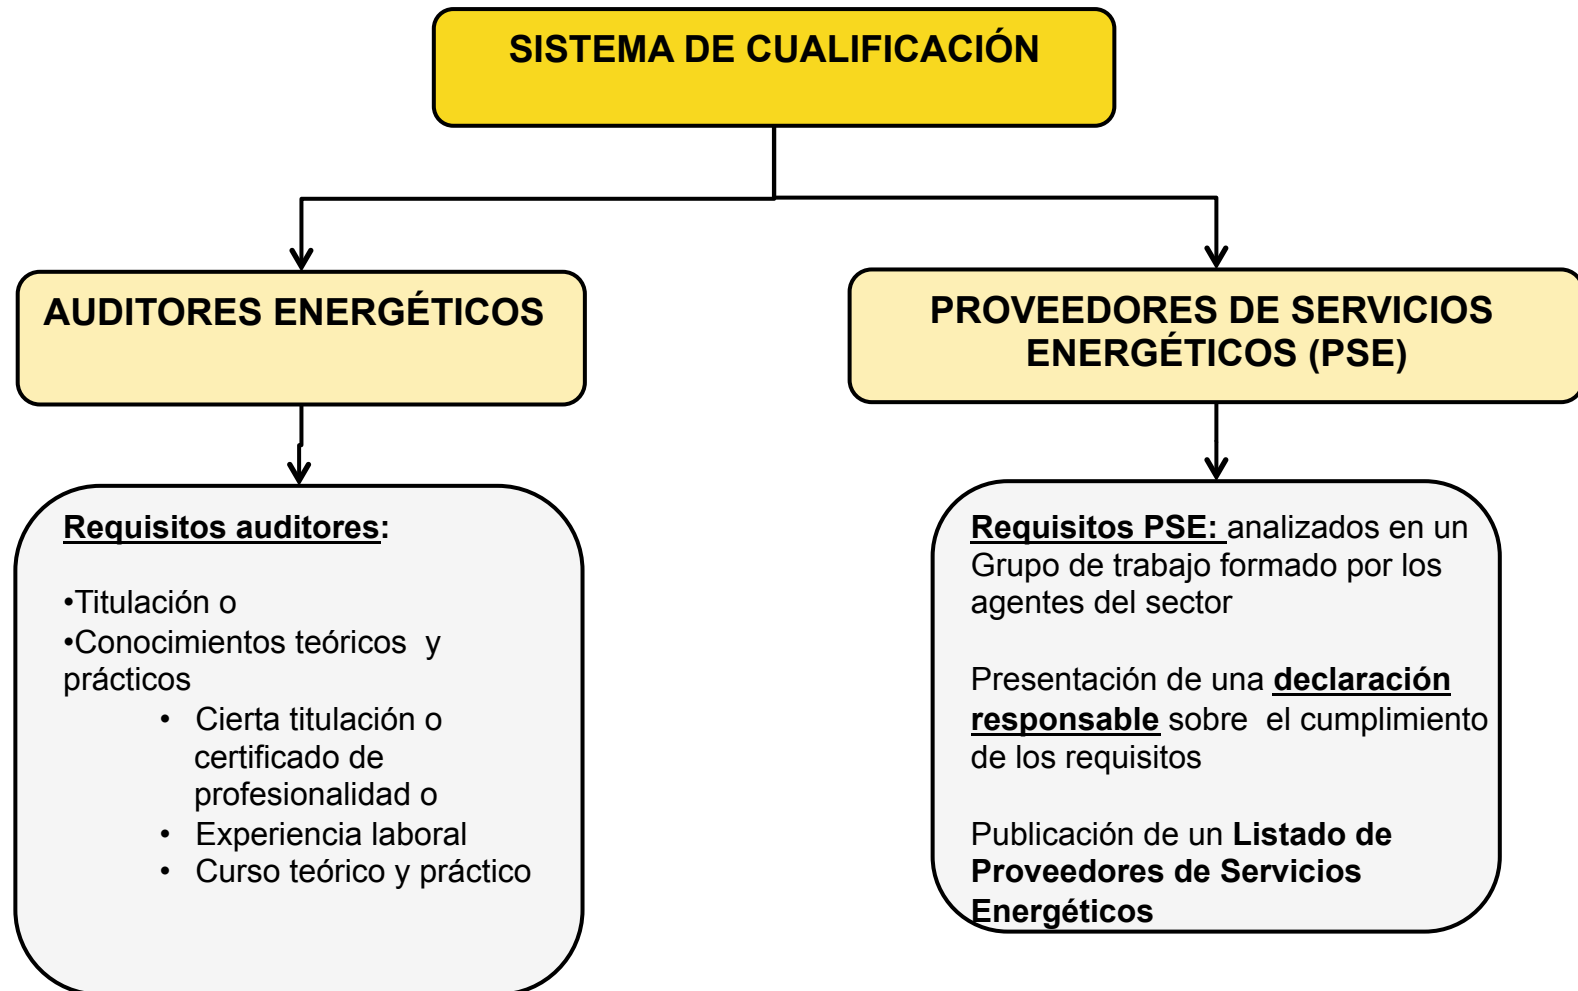 SISTEMA DE CUALIFICACIÓN
AUDITORES ENERGÉTICOS
PROVEEDORES DE SERVICIOS
ENERGÉTICOS (PSE)
Requisitos auditores:
•Titulación o
•Conocimientos teóricos y
prácticos
• Cierta titulación o
certificado de
profesionalidad o
• Experiencia laboral
• Curso teórico y práctico
Requisitos PSE: analizados en un
Grupo de trabajo formado por los
agentes del sector
Presentación de una declaración
responsable sobre el cumplimiento
de los requisitos
Publicación de un Listado de
Proveedores de Servicios
Energéticos